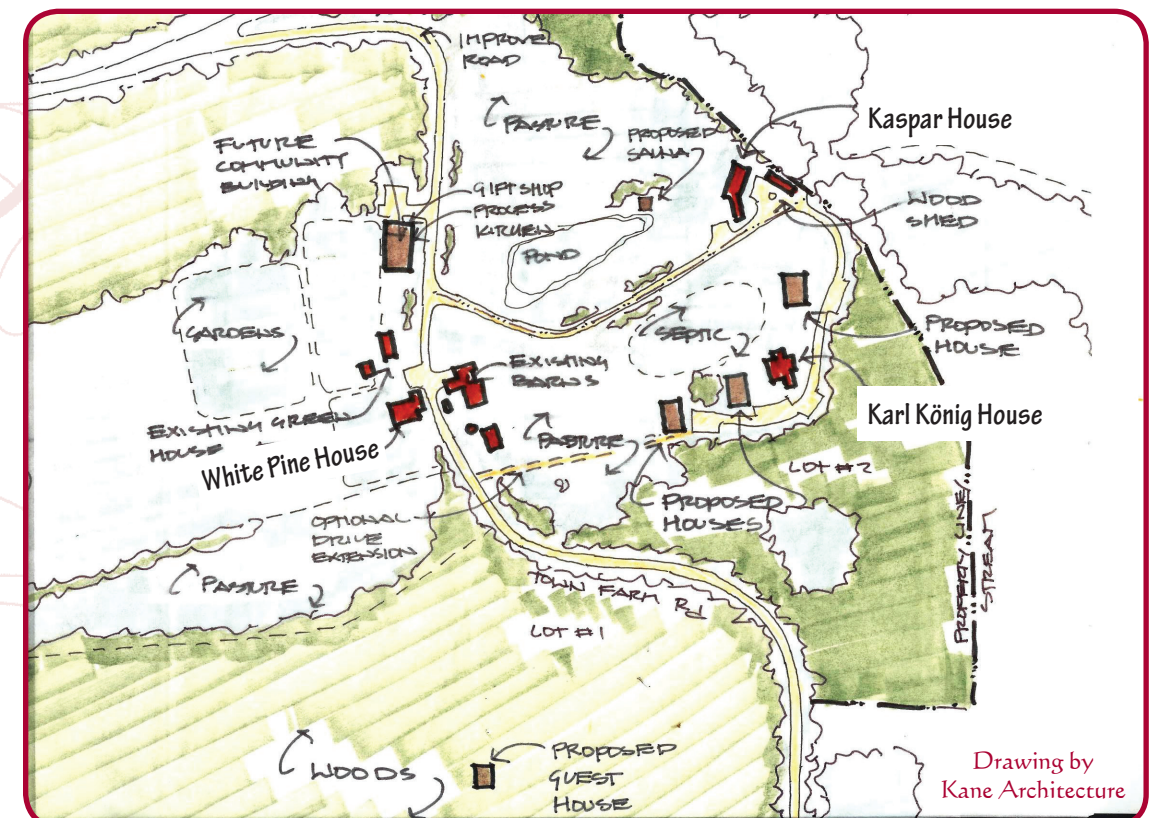 IMPROVE
ROAD
PASTURE
PROPOSED
SAUNA
Kaspar House
FUTURE
COMMUNITY
BUILDING
GIFT SHOP
PROCESS
KITCHEN
WOOD
SHED
POND
GARDENS
SEPTIC
PROPOSED
HOUSE
EXISTING
BARNS
Karl König House
EXISTING GREEN
HOUSE
White Pine House
PASTURE
LOT #2
PROPOSED
HOUSES
OPTIONAL
DRIVE
EXTENSION
PASTURE
TOWN FARM Rd
LOT #1
PROPERTY LINE/
STREAM
WOODS
PROPOSED
GUEST
HOUSE
Drawing by
Kane Architecture